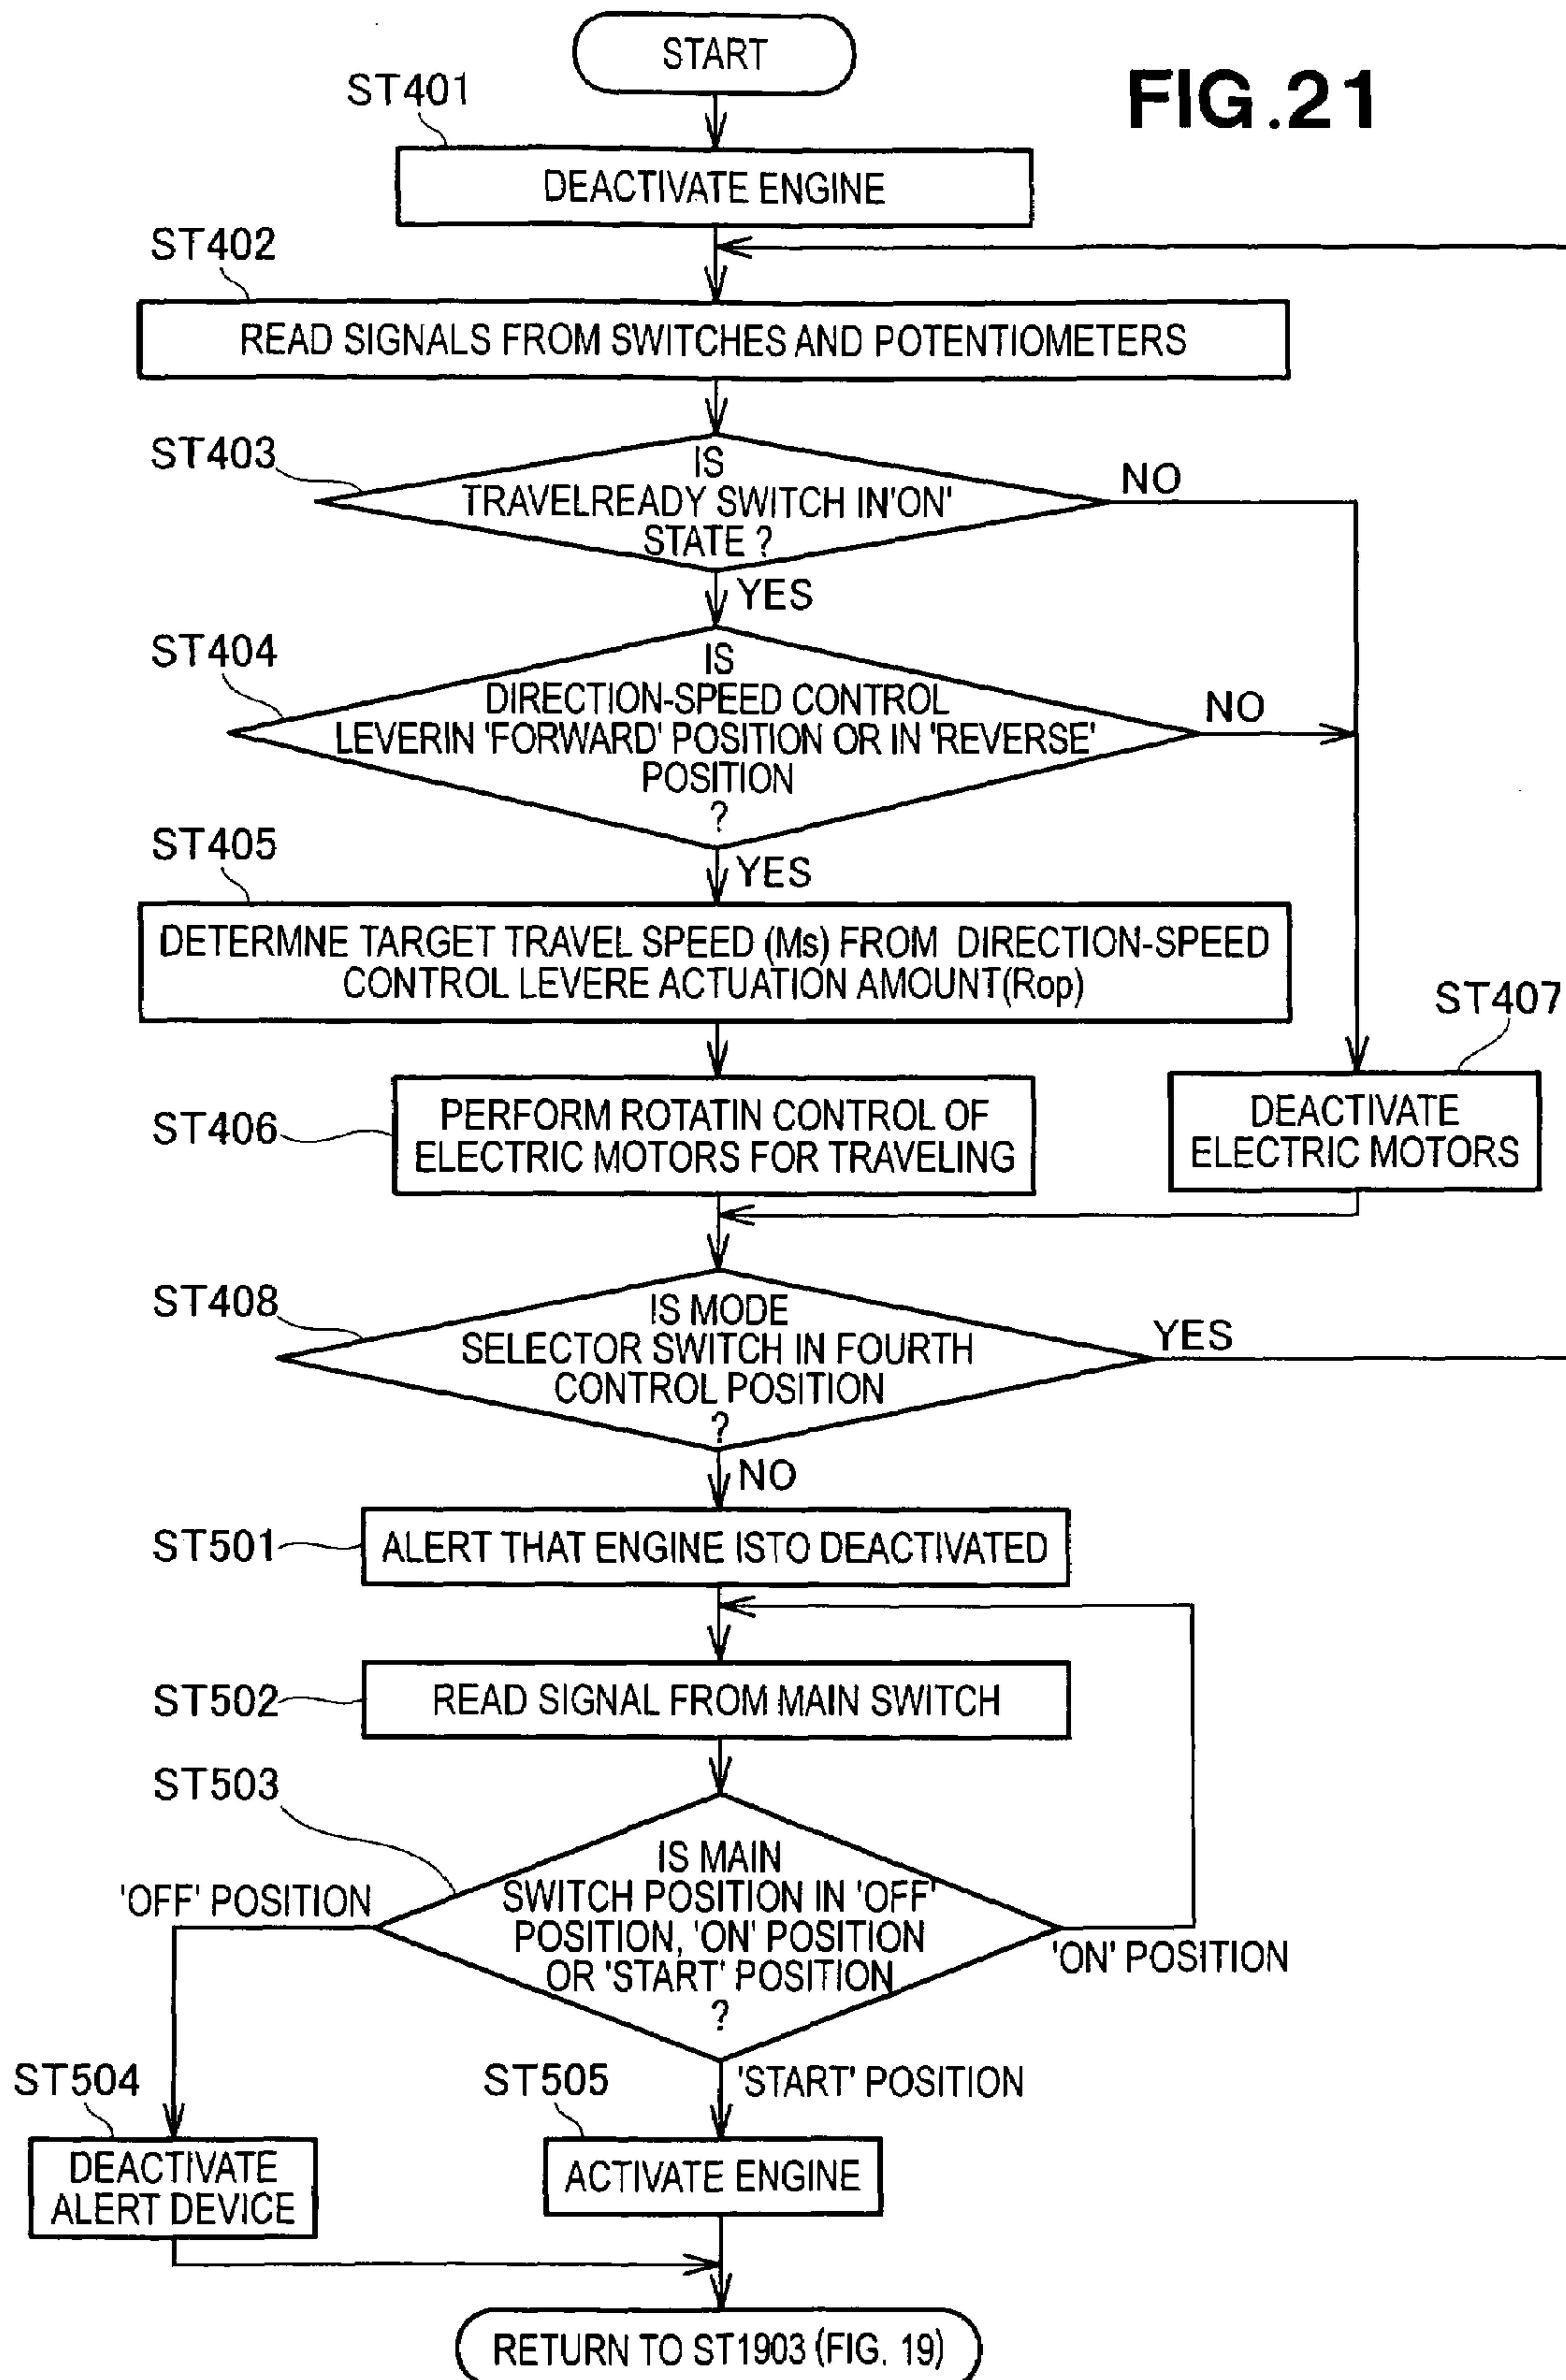 START
FIG.21
ST401
DEACTIVATE ENGINE
ST402
READ SIGNALS FROM SWITCHES AND POTENTIOMETERS
ST403
IS
TRAVELREADY SWITCH IN'ON'
STATE ?
NO
YES
ST404
IS
DIRECTION-SPEED CONTROL
LEVERIN 'FORWARD' POSITION OR IN 'REVERSE'
POSITION
?
NO
YES
ST405
DETERMNE TARGET TRAVEL SPEED (Ms) FROM DIRECTION-SPEED
CONTROL LEVERE ACTUATION AMOUNT(Rop)
ST406
PERFORM ROTATIN CONTROL OF
ELECTRIC MOTORS FOR TRAVELING
ST407
DEACTIVATE
ELECTRIC MOTORS
ST408
IS MODE
SELECTOR SWITCH IN FOURTH
CONTROL POSITION
?
YES
NO
ST501
ALERT THAT ENGINE ISTO DEACTIVATED
ST502
READ SIGNAL FROM MAIN SWITCH
ST503
IS MAIN
SWITCH POSITION IN 'OFF'
POSITION, 'ON' POSITION
OR 'START' POSITION
?
'OFF' POSITION
'ON' POSITION
'START' POSITION
ST504
DEACTIVATE
ALERT DEVICE
ST505
ACTIVATE ENGINE
RETURN TO ST1903 (FIG. 19)